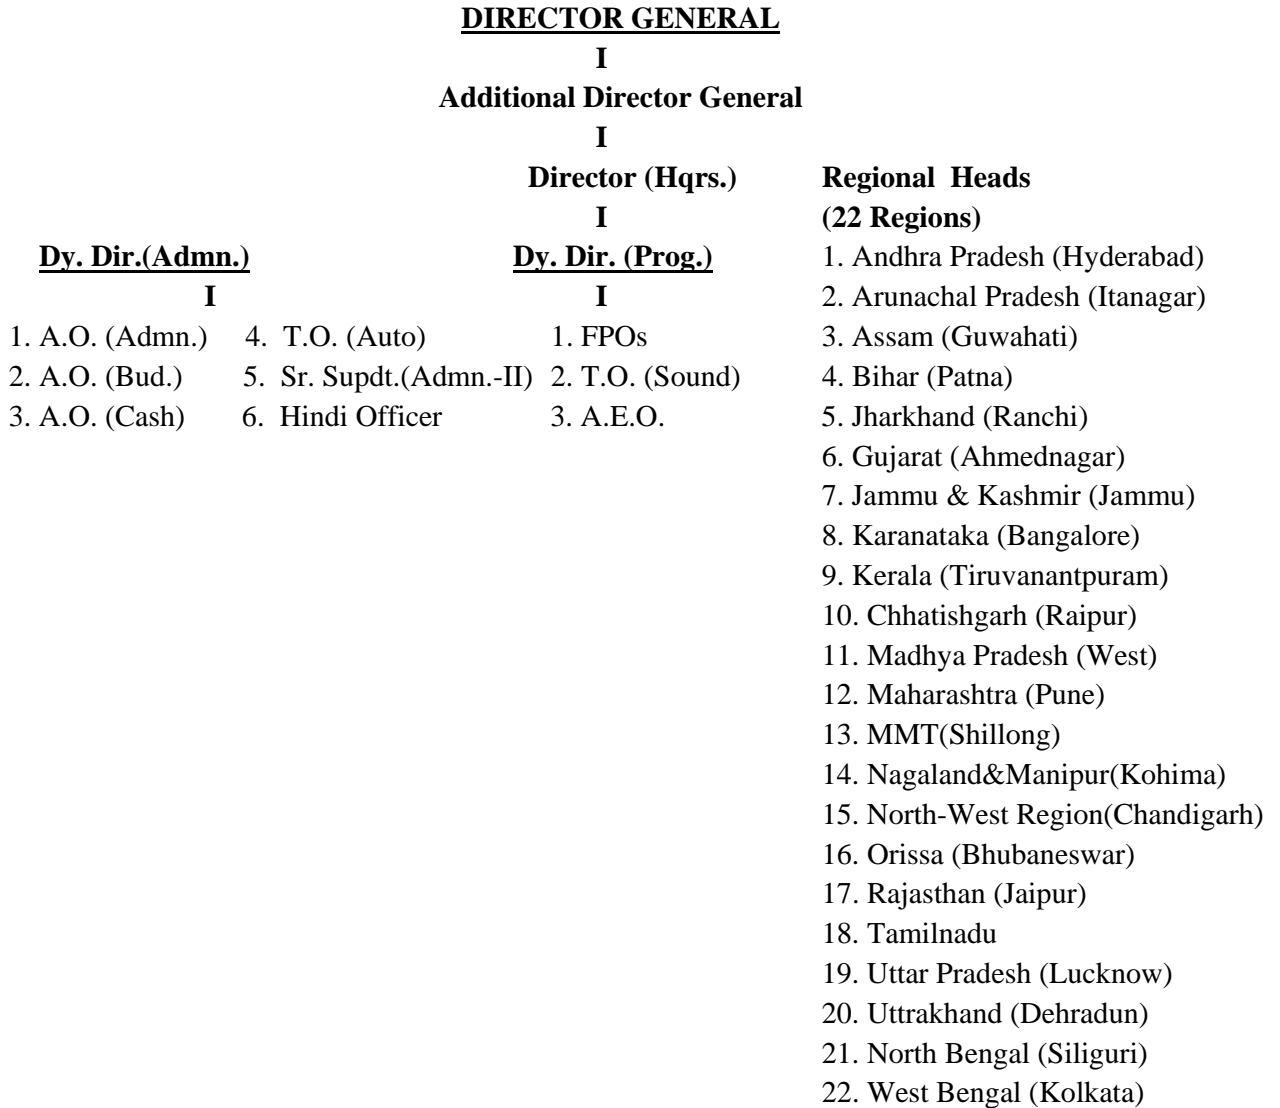 DIRECTOR GENERAL
I
Additional Director General
I
Director (Hqrs.) Regional Heads
I (22 Regions)
Dy. Dir.(Admn.) Dy. Dir. (Prog.) 1. Andhra Pradesh (Hyderabad)
I I 2. Arunachal Pradesh (Itanagar)
1. A.O. (Admn.) 4. T.O. (Auto) 1. FPOs 3. Assam (Guwahati)
2. A.O. (Bud.) 5. Sr. Supdt.(Admn.-II) 2. T.O. (Sound) 4. Bihar (Patna)
3. A.O. (Cash) 6. Hindi Officer 3. A.E.O. 5. Jharkhand (Ranchi)
6. Gujarat (Ahmednagar)
7. Jammu & Kashmir (Jammu)
8. Karanataka (Bangalore)
9. Kerala (Tiruvanantpuram)
10. Chhatishgarh (Raipur)
11. Madhya Pradesh (West)
12. Maharashtra (Pune)
13. MMT(Shillong)
14. Nagaland&Manipur(Kohima)
15. North-West Region(Chandigarh)
16. Orissa (Bhubaneswar)
17. Rajasthan (Jaipur)
18. Tamilnadu
19. Uttar Pradesh (Lucknow)
20. Uttrakhand (Dehradun)
21. North Bengal (Siliguri)
22. West Bengal (Kolkata)